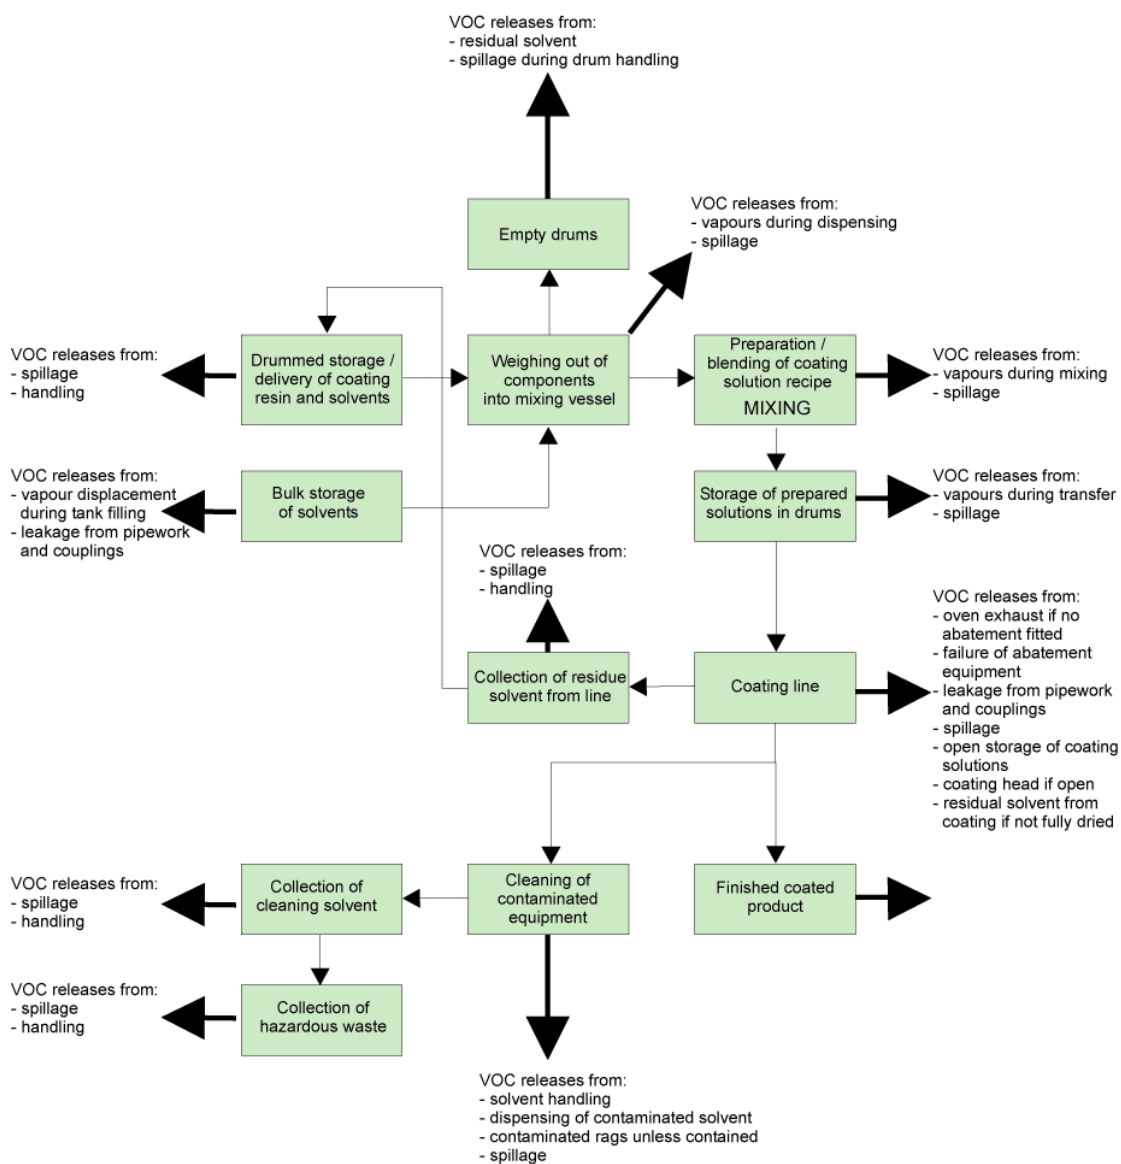 VOC releases from:
- residual solvent
- spillage during drum handling
VOC releases from:
- vapours during dispensing
- spillage
Empty drums
VOC releases from:
- spillage
- handling
Drummed storage /
delivery of coating
resin and solvents
Weighing out of
components
into mixing vessel
Preparation /
blending of coating
solution recipe
MIXING
VOC releases from:
- vapours during mixing
- spillage
VOC releases from:
- vapour displacement
during tank filling
- leakage from pipework
and couplings
Bulk storage
of solvents
Storage of prepared
solutions in drums
VOC releases from:
- vapours during transfer
- spillage
VOC releases from:
- spillage
- handling
Collection of residue
solvent from line
Coating line
VOC releases from:
- oven exhaust if no
abatement fitted
- failure of abatement
equipment
- leakage from pipework
and couplings
- spillage
- open storage of coating
solutions
- coating head if open
- residual solvent from
coating if not fully dried
VOC releases from:
- spillage
- handling
Collection of
cleaning solvent
Cleaning of
contaminated
equipment
Finished coated
product
VOC releases from:
- spillage
- handling
Collection of
hazardous waste
VOC releases from:
- solvent handling
- dispensing of contaminated solvent
- contaminated rags unless contained
- spillage